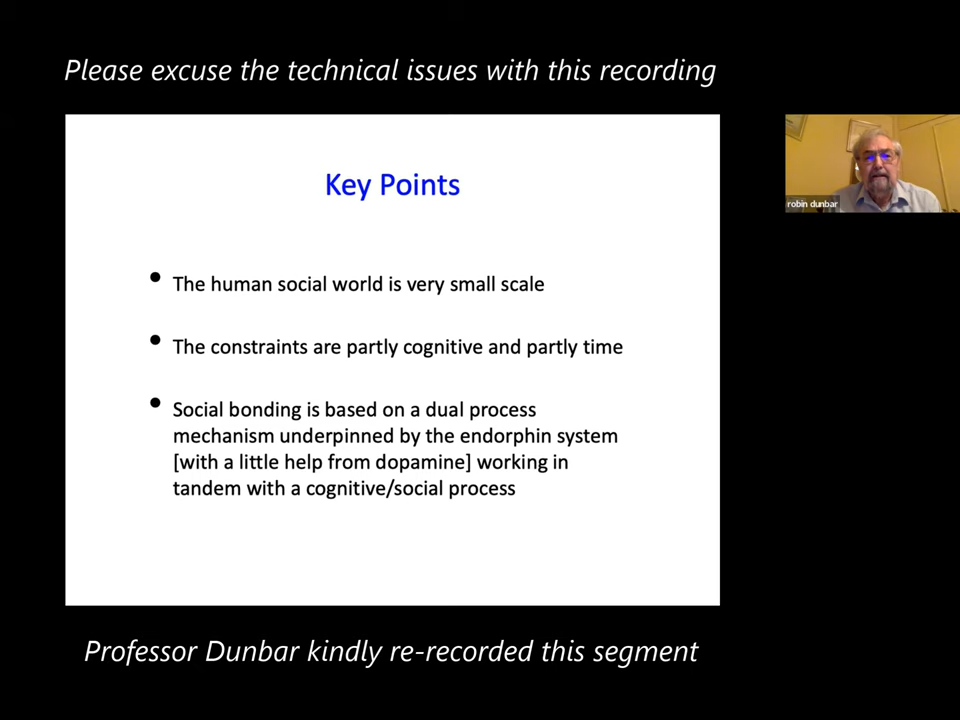 Please excuse the technical issues with this recording
Key Points
• The human social world is very small scale
• The constraints are partly cognitive and partly time
• Social bonding is based on a dual process
mechanism underpinned by the endorphin system
[with a little help from dopamine] working in
tandem with a cognitive/social process
robin dunbar
Professor Dunbar kindly re-recorded this segment